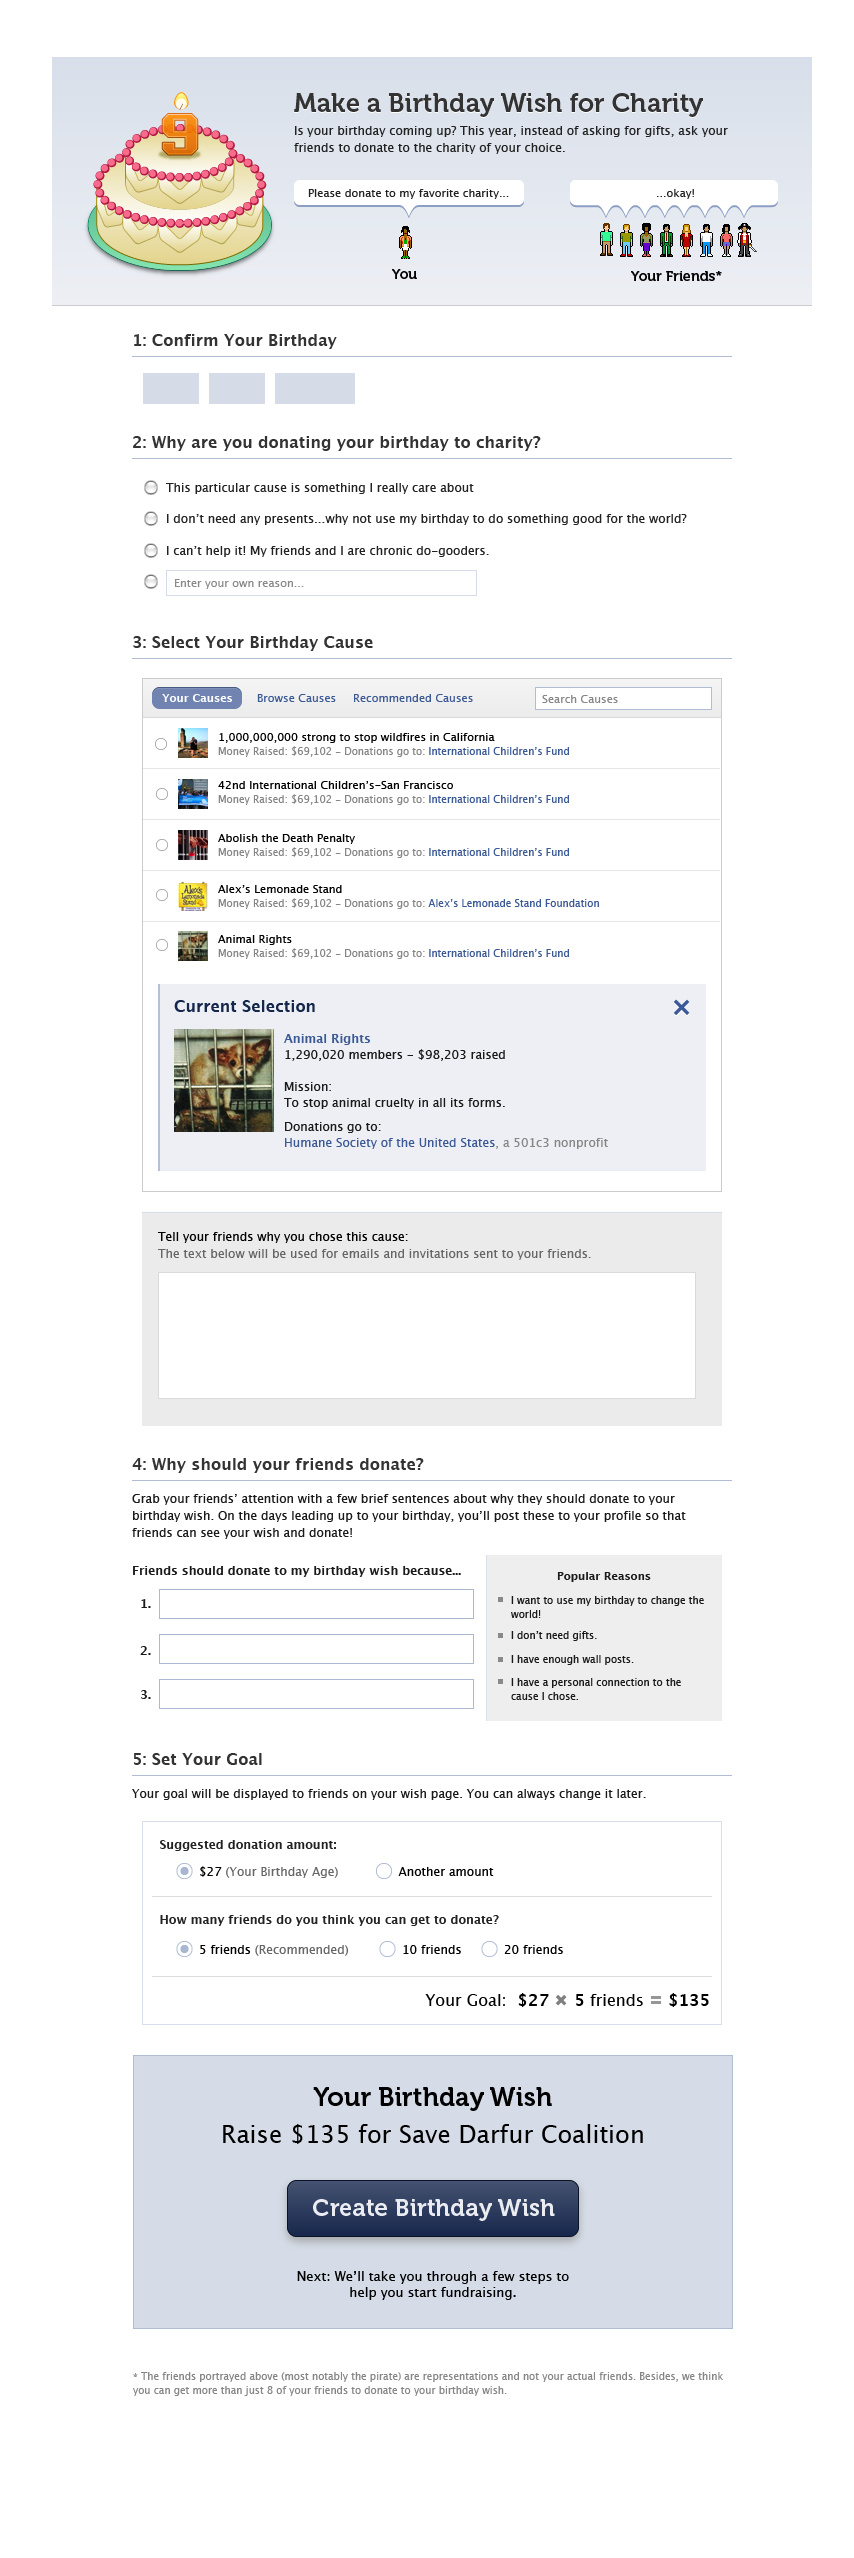 9
Make a Birthday Wish for Charity
Is your birthday coming up? This year, instead of asking for gifts, ask your
friends to donate to the charity of your choice.
Please donate to my favorite charity...
...okay!
You
Your Friends*
1: Confirm Your Birthday
2: Why are you donating your birthday to charity?
This particular cause is something I really care about
I don't need any presents...why not use my birthday to do something good for the world?
I can't help it! My friends and I are chronic do-gooders.
Enter your own reason...
3: Select Your Birthday Cause
Your Causes Browse Causes Recommended Causes Search Causes
1,000,000,000 strong to stop wildfires in California
Money Raised: $69,102 - Donations go to: International Children's Fund
42nd International Children's-San Francisco
Money Raised: $69,102 - Donations go to: International Children's Fund
Abolish the Death Penalty
Money Raised: $69,102 - Donations go to: International Children's Fund
Alex's Lemonade Stand
Alex's Lemonade Stand
Money Raised: $69,102 - Donations go to: Alex's Lemonade Stand Foundation
Animal Rights
Money Raised: $69,102 - Donations go to: International Children's Fund
Current Selection
Animal Rights
1,290,020 members - $98,203 raised
Mission:
To stop animal cruelty in all its forms.
Donations go to:
Humane Society of the United States, a 501c3 nonprofit
Tell your friends why you chose this cause:
The text below will be used for emails and invitations sent to your friends.
4: Why should your friends donate?
Grab your friends' attention with a few brief sentences about why they should donate to your
birthday wish. On the days leading up to your birthday, you'll post these to your profile so that
friends can see your wish and donate!
Friends should donate to my birthday wish because...
1.
2.
3.
Popular Reasons
I want to use my birthday to change the
world!
I don't need gifts.
I have enough wall posts.
I have a personal connection to the
cause I chose.
5: Set Your Goal
Your goal will be displayed to friends on your wish page. You can always change it later.
Suggested donation amount:
$27 (Your Birthday Age) Another amount
How many friends do you think you can get to donate?
5 friends (Recommended) 10 friends 20 friends
Your Goal: $27 × 5 friends = $135
Your Birthday Wish
Raise $135 for Save Darfur Coalition
Create Birthday Wish
Next: We'll take you through a few steps to
help you start fundraising.
* The friends portrayed above (most notably the pirate) are representations and not your actual friends. Besides, we think
you can get more than just 8 of your friends to donate to your birthday wish.